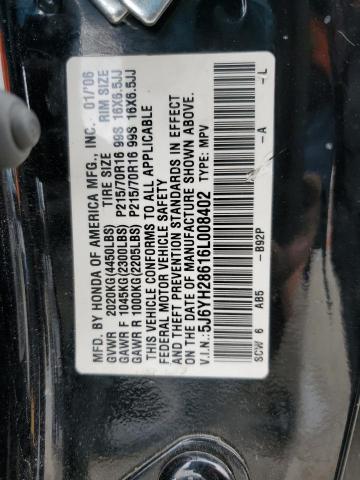 MFD. BY HONDA OF AMERICA MFG., INC. 01/'06
TIRE SIZE RIM SIZE
GVWR 2020KG(4450LBS)
GAWR F 1045KG(2300LBS) P215/70R16 99S 16X6.5JJ
GAWR R 1000KG(2205LBS) P215/70R16 99S 16X6.5JJ
THIS VEHICLE CONFORMS TO ALL APPLICABLE
FEDERAL MOTOR VEHICLE SAFETY
AND THEFT PREVENTION STANDARDS IN EFFECT
ON THE DATE OF MANUFACTURE SHOWN ABOVE.
V.I.N.: 5J6YH28616L008402 TYPE: MPV
SCW 6 AB5 - B92P -A -L